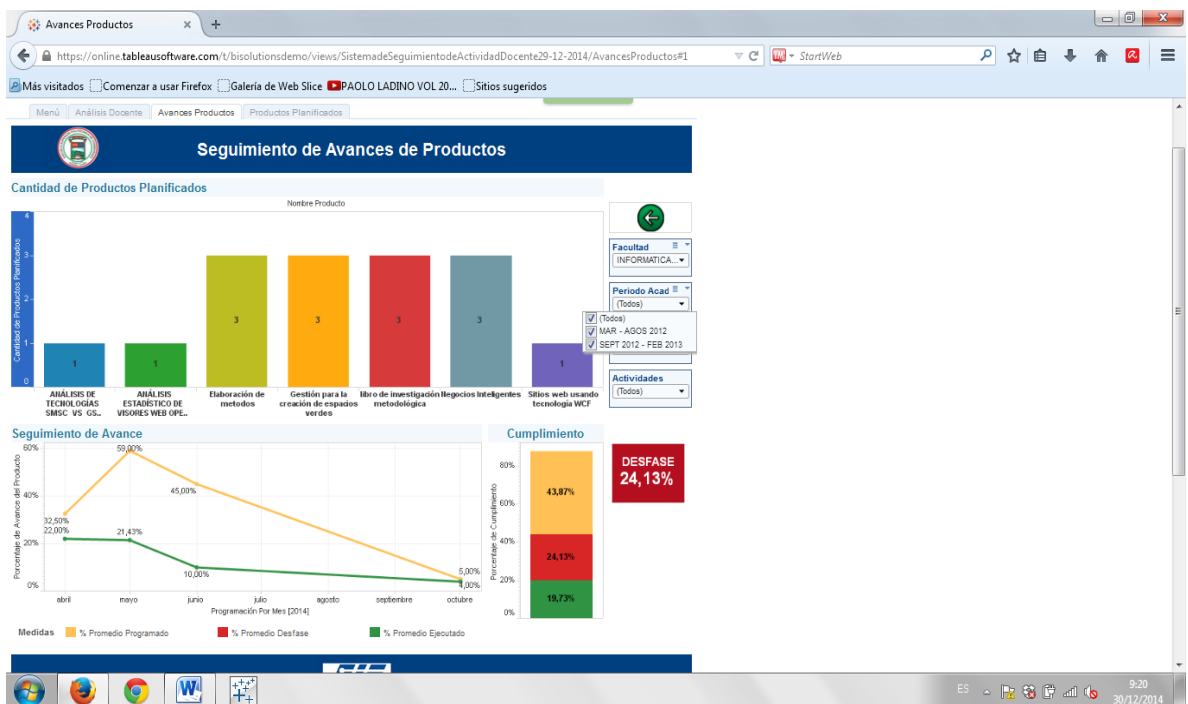 Avances Productos
https://online.tableausoftware.com/t/bisolutionsdemo/views/SistemadeSeguimientodeActividadDocente29-12-2014/AvancesProductos#1
StartWeb
Más visitados Comenzar a usar Firefox Galería de Web Slice PAOLO LADINO VOL 20... Sitios sugeridos
Menú Análisis Docente Avances Productos Productos Planificados
Seguimiento de Avances de Productos
Cantidad de Productos Planificados
Nombre Producto
Cantidad de Productos Planificados
4
3
2
1
0
1
1
3
3
3
3
1
ANÁLISIS DE
TECNOLOGÍAS
SMSC VS GS..
ANÁLISIS
ESTADÍSTICO DE
VISORES WEB OPE..
Elaboración de
metodos
Gestión para la
creación de espacios
verdes
libro de investigación
metodológica
Negocios Inteligentes
Sitios web usando
tecnología WCF
Facultad
INFORMATICA...
Periodo Acad
(Todos)
(Todos)
MAR - AGOS 2012
SEPT 2012 - FEB 2013
Actividades
(Todos)
Seguimiento de Avance
Porcentaje de Avance del Producto
60%
40%
20%
0%
32,50%
59,00%
45,00%
5,00%
22,00%
21,43%
10,00%
4,00%
abril mayo junio julio agosto septiembre octubre
Programación Por Mes [2014]
Cumplimiento
Porcentaje de Cumplimiento
80%
60%
40%
20%
0%
43,87%
24,13%
19,73%
DESFASE
24,13%
Medidas % Promedio Programado % Promedio Desfase % Promedio Ejecutado
ES
9:20
30/12/2014